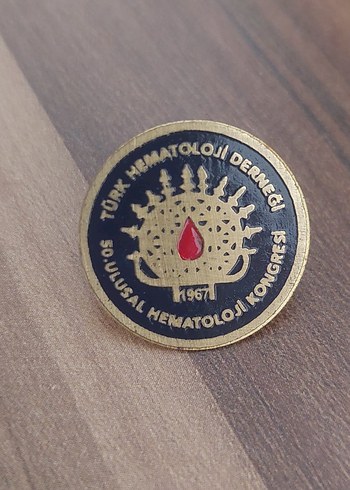 TÜRK HEMATOLOJİ DERNEĞİ
1967
50.ULUSAL HEMATOLOJİ KONGRESİ